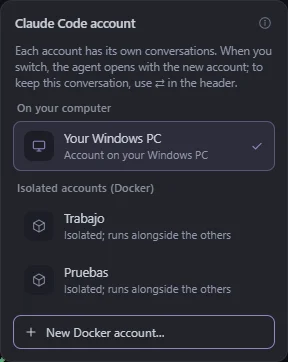 Claude Code account
Each account has its own conversations. When you
switch, the agent opens with the new account; to
keep this conversation, use ⇄ in the header.
On your computer
Your Windows PC
Account on your Windows PC
Isolated accounts (Docker)
Trabajo
Isolated; runs alongside the others
Pruebas
Isolated; runs alongside the others
+ New Docker account...